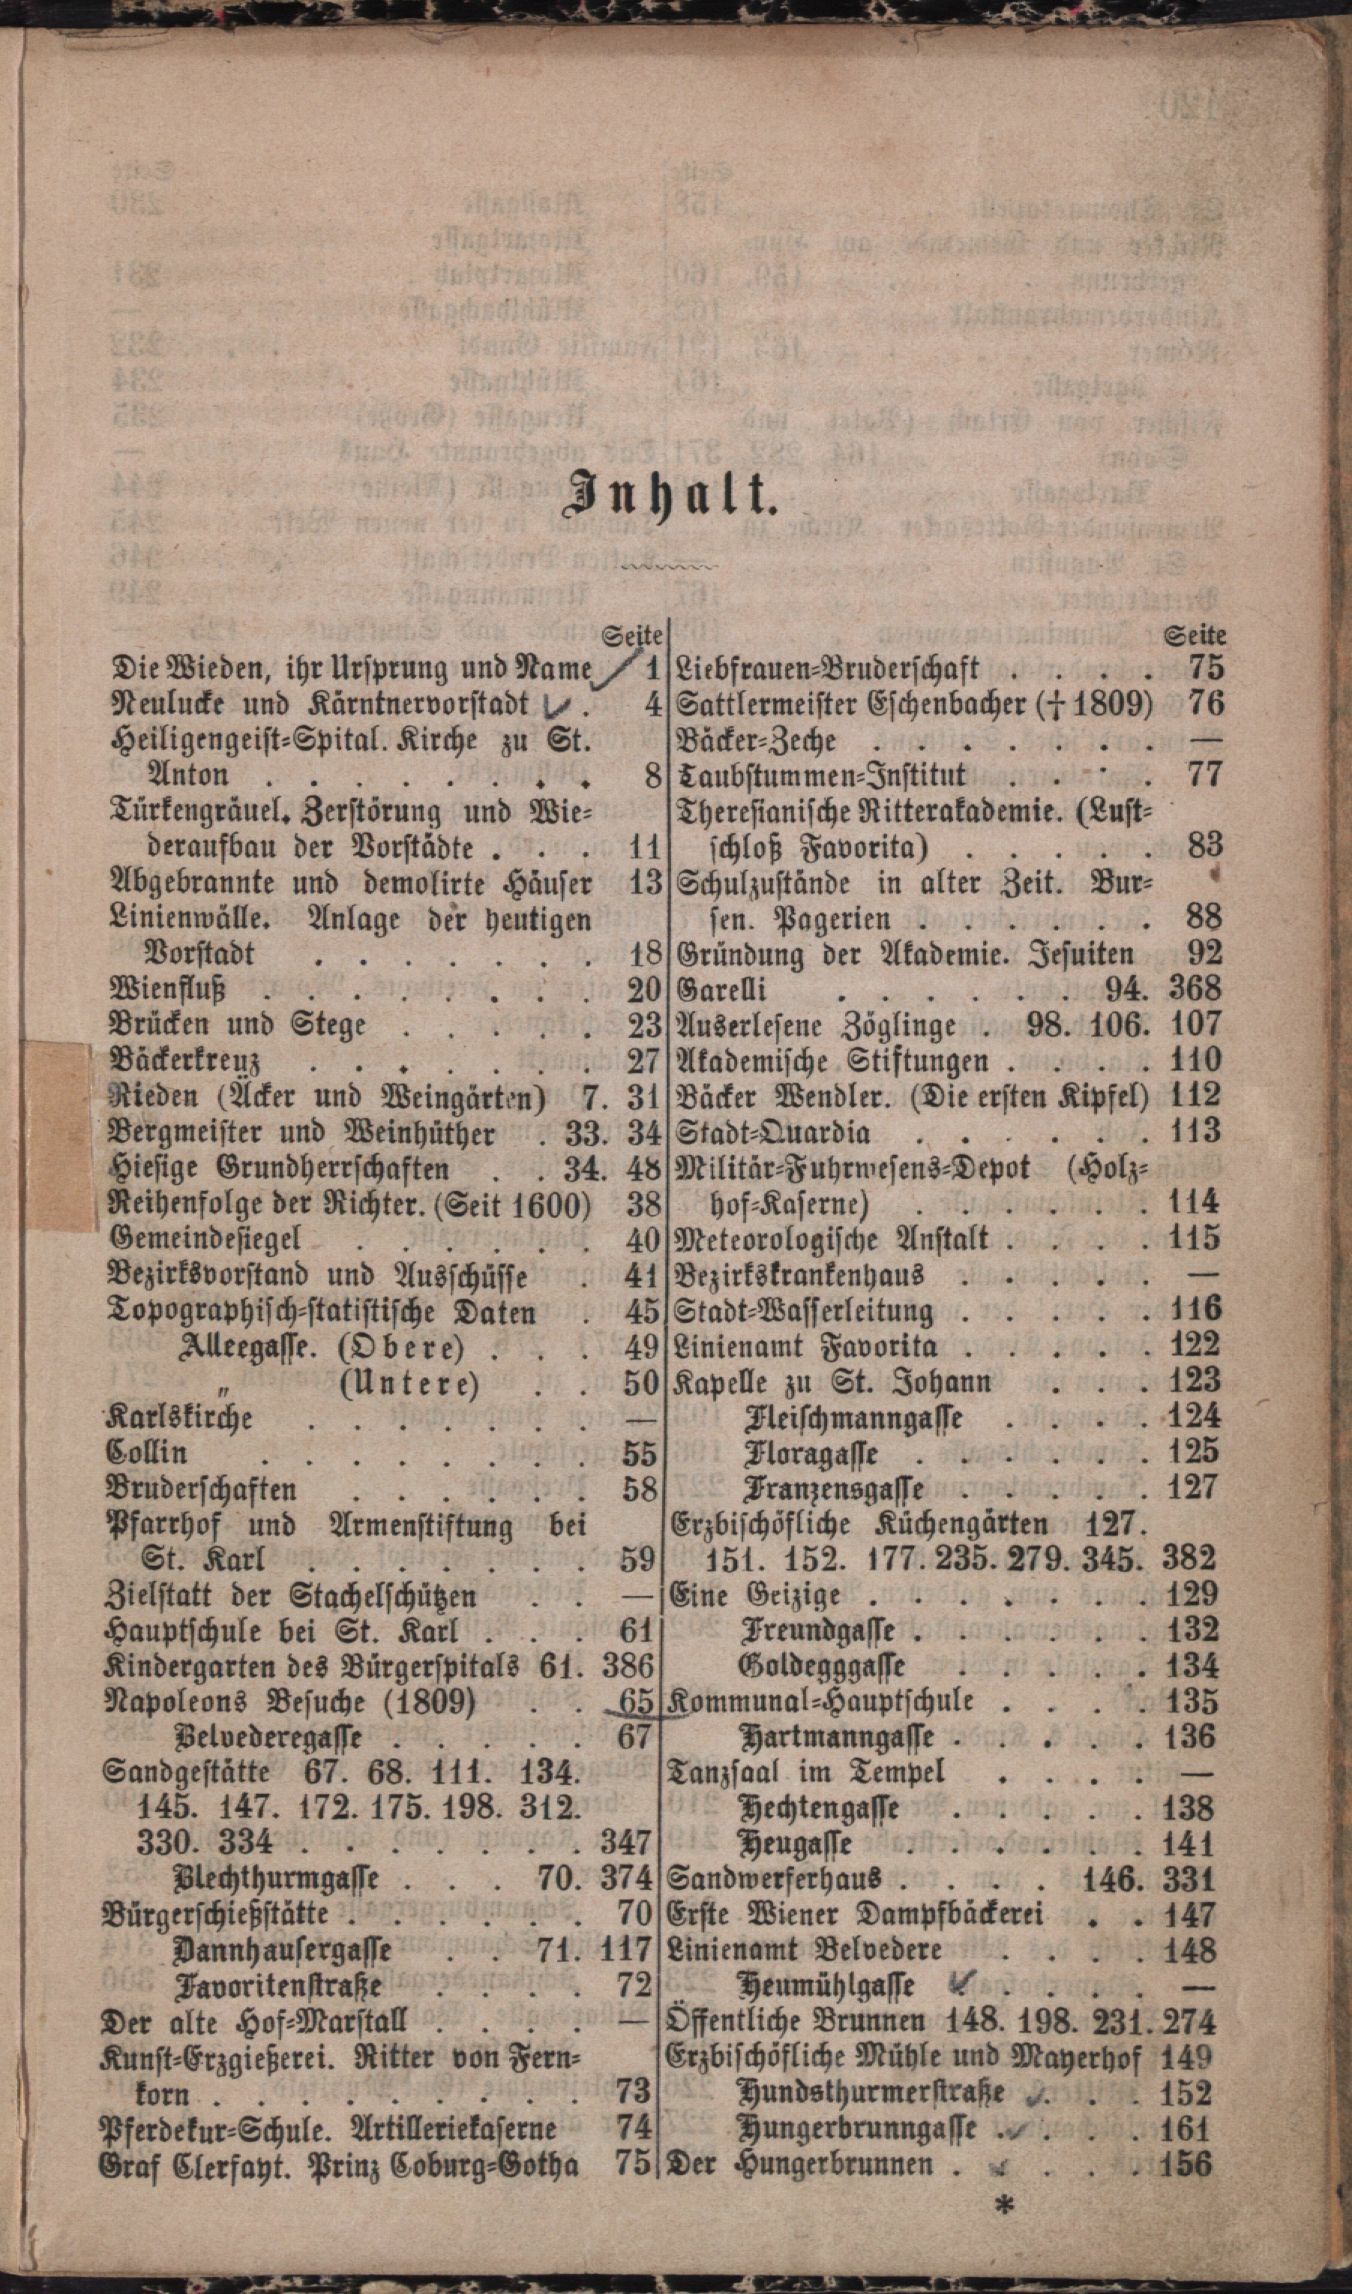 Inhalt.
Seite
Die Wieden, ihr Ursprung und Name 1
Neulucke und Kärntnervorstadt . 4
Heiligengeist-Spital. Kirche zu St.
Anton . . . . . . . . 8
Türkengräuel. Zerstörung und Wie-
deraufbau der Vorstädte . . . 11
Abgebrannte und demolirte Häuser 13
Linienwälle. Anlage der heutigen
Vorstadt . . . . . . . 18
Wienfluß . . . . . . . . 20
Brücken und Stege . . . . . 23
Bäckerkreuz . . . . . . . 27
Rieden (Äcker und Weingärten) 7. 31
Bergmeister und Weinhüther . 33. 34
Hiesige Grundherrschaften . . 34. 48
Reihenfolge der Richter. (Seit 1600) 38
Gemeindesiegel . . . . . . 40
Bezirksvorstand und Ausschüsse . 41
Topographisch-statistische Daten . 45
Alleegasse. (Obere) . . . 49
„ (Untere) . . 50
Karlskirche . . . . . . . —
Collin . . . . . . . . 55
Bruderschaften . . . . . . 58
Pfarrhof und Armenstiftung bei
St. Karl . . . . . . . 59
Zielstatt der Stachelschützen . . —
Hauptschule bei St. Karl . . . 61
Kindergarten des Bürgerspitals 61. 386
Napoleons Besuche (1809) . . 65
Belvederegasse . . . . . 67
Sandgestätte 67. 68. 111. 134.
145. 147. 172. 175. 198. 312.
330. 334 . . . . . . . 347
Blechthurmgasse . . . 70. 374
Bürgerschießstätte . . . . . . 70
Dannhausergasse . . 71. 117
Favoritenstraße . . . . 72
Der alte Hof-Marstall . . . . —
Kunst-Erzgießerei. Ritter von Fern-
korn . . . . . . . . . 73
Pferdekur-Schule. Artilleriekaserne 74
Graf Clerfayt. Prinz Coburg-Gotha 75
Seite
Liebfrauen-Bruderschaft . . . . 75
Sattlermeister Eschenbacher († 1809) 76
Bäcker-Zeche . . . . . . . —
Taubstummen-Institut . . . . 77
Theresianische Ritterakademie. (Lust-
schloß Favorita) . . . . . 83
Schulzustände in alter Zeit. Bur-
sen. Pagerien . . . . . . 88
Gründung der Akademie. Jesuiten 92
Garelli . . . . . . 94. 368
Auserlesene Zöglinge . 98. 106. 107
Akademische Stiftungen . . . . 110
Bäcker Wendler. (Die ersten Kipfel) 112
Stadt-Quardia . . . . . . 113
Militär-Fuhrwesens-Depot (Holz-
hof-Kaserne) . . . . . . 114
Meteorologische Anstalt . . . . 115
Bezirkskrankenhaus . . . . . —
Stadt-Wasserleitung . . . . . 116
Linienamt Favorita . . . . . 122
Kapelle zu St. Johann . . . 123
Fleischmanngasse . . . . 124
Floragasse . . . . . . 125
Franzensgasse . . . . . 127
Erzbischöfliche Küchengärten 127.
151. 152. 177. 235. 279. 345. 382
Eine Geizige . . . . . . . 129
Freundgasse . . . . . . 132
Goldegggasse . . . . . 134
Kommunal-Hauptschule . . . . 135
Hartmanngasse . . . . . 136
Tanzsaal im Tempel . . . . —
Hechtengasse . . . . . 138
Heugasse . . . . . . 141
Sandwerferhaus . . . . 146. 331
Erste Wiener Dampfbäckerei . . 147
Linienamt Belvedere . . . . 148
Heumühlgasse . . . . . —
Öffentliche Brunnen 148. 198. 231. 274
Erzbischöfliche Mühle und Mayerhof 149
Hundsthurmerstraße . . . 152
Hungerbrunngasse . . . . 161
Der Hungerbrunnen . . . . . 156
*